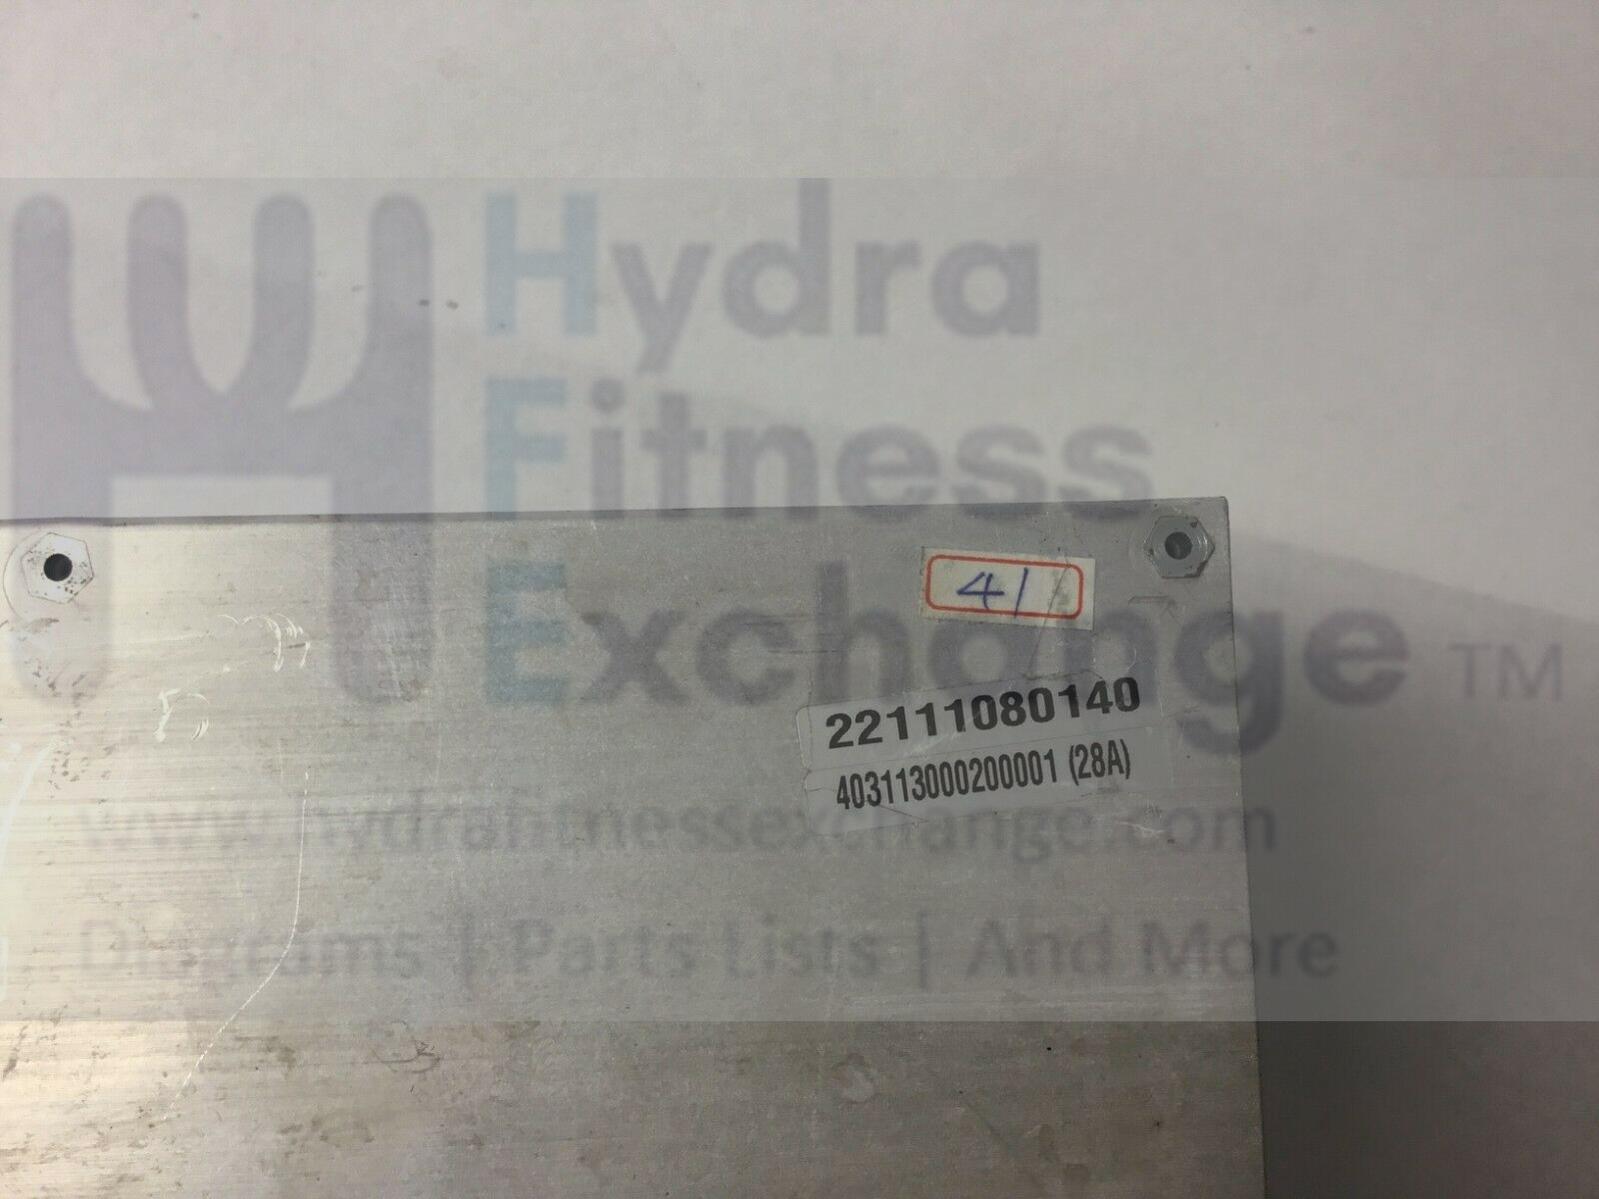 Hydra
Fitness
41
Exchange TM
22111080140
403113000200001 (28A)
www.hydrafitnessexchange.com
Diagrams | Parts Lists | And More